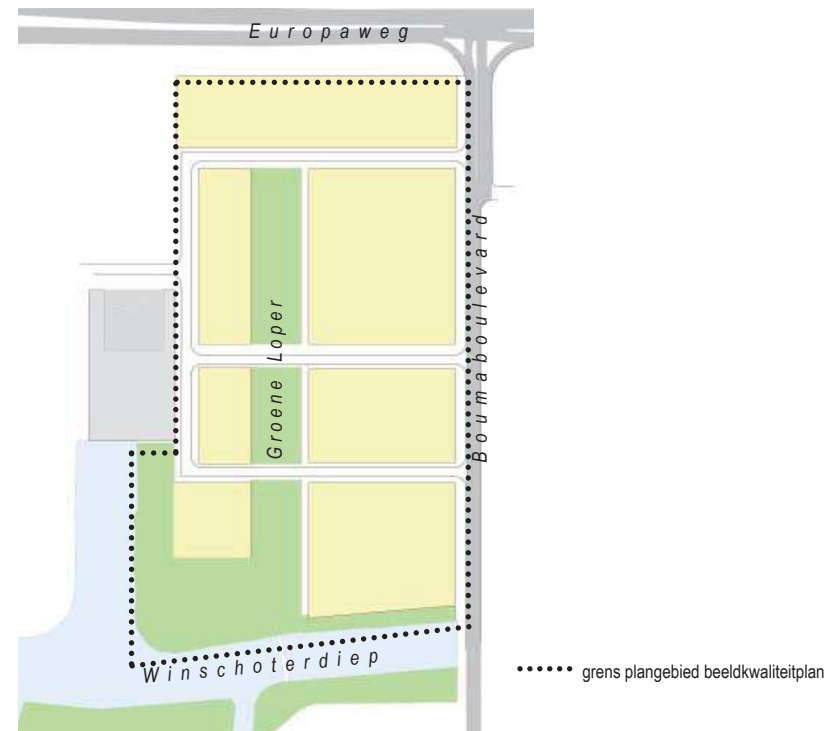 Europaweg
Boumaboulevard
Groene Loper
Winschoterdiep
grens plangebied beeldkwaliteitplan